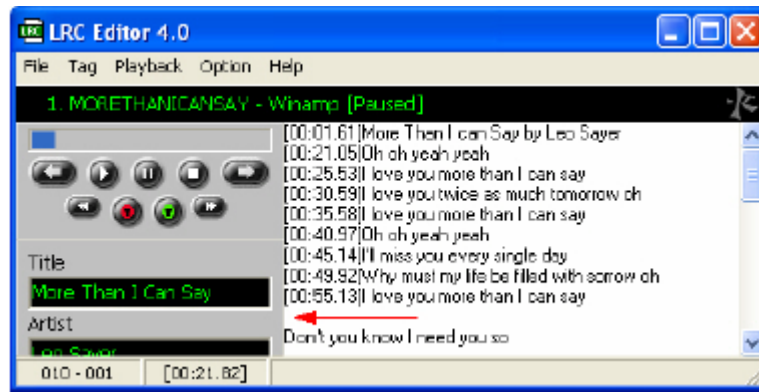 LRC Editor 4.0
File Tag Playback Option Help
1. MORETHANICANSAY - Winamp [Paused]
[00:01.61]More Than I can Say by Leo Sayer
[00:21.05]Oh oh yeah yeah
[00:25.53]I love you more than I can say
[00:30.59]I love you twice as much tomorrow oh
[00:35.58]I love you more than I can say
[00:40.97]Oh oh yeah yeah
[00:45.14]I'll miss you every single day
[00:49.92]Why must my life be filled with sorrow oh
[00:55.13]I love you more than I can say
Don't you know I need you so
Title
More Than I Can Say
Artist
Leo Sayer
010 - 001
[00:21.82]